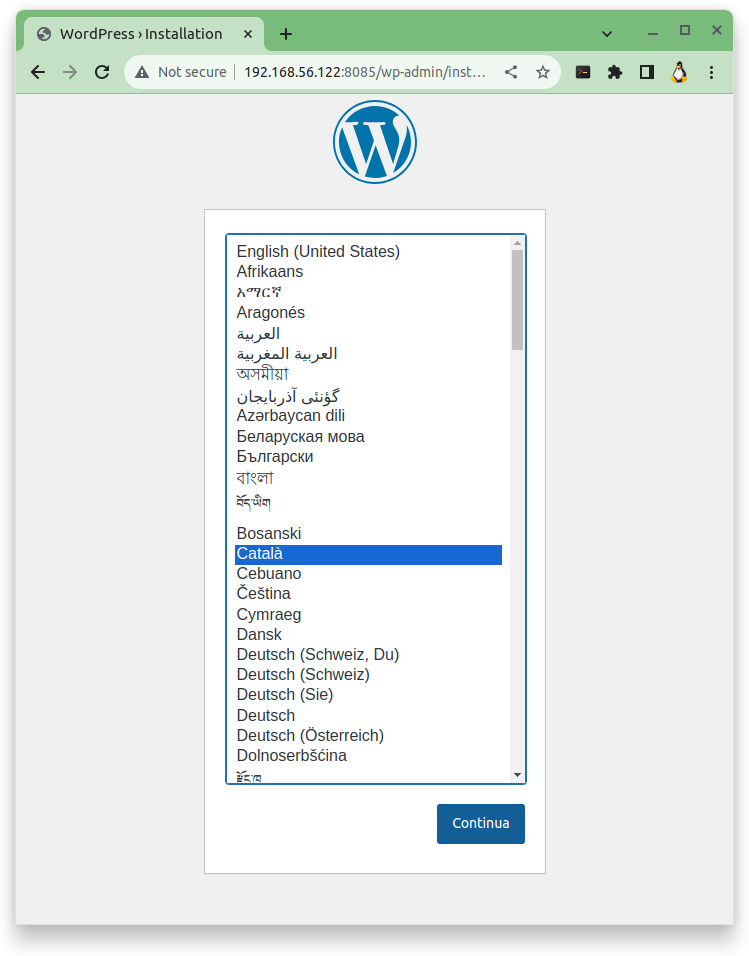 WordPress › Installation
Not secure | 192.168.56.122:8085/wp-admin/inst…
English (United States)
Afrikaans
አማርኛ
Aragonés
العربية
العربية المغربية
অসমীয়া
گؤنئی آذربایجان
Azərbaycan dili
Беларуская мова
Български
বাংলা
བོད་ཡིག
Bosanski
Català
Cebuano
Čeština
Cymraeg
Dansk
Deutsch (Schweiz, Du)
Deutsch (Schweiz)
Deutsch (Sie)
Deutsch
Deutsch (Österreich)
Dolnoserbšćina
རྫོང་ཁ
Continua